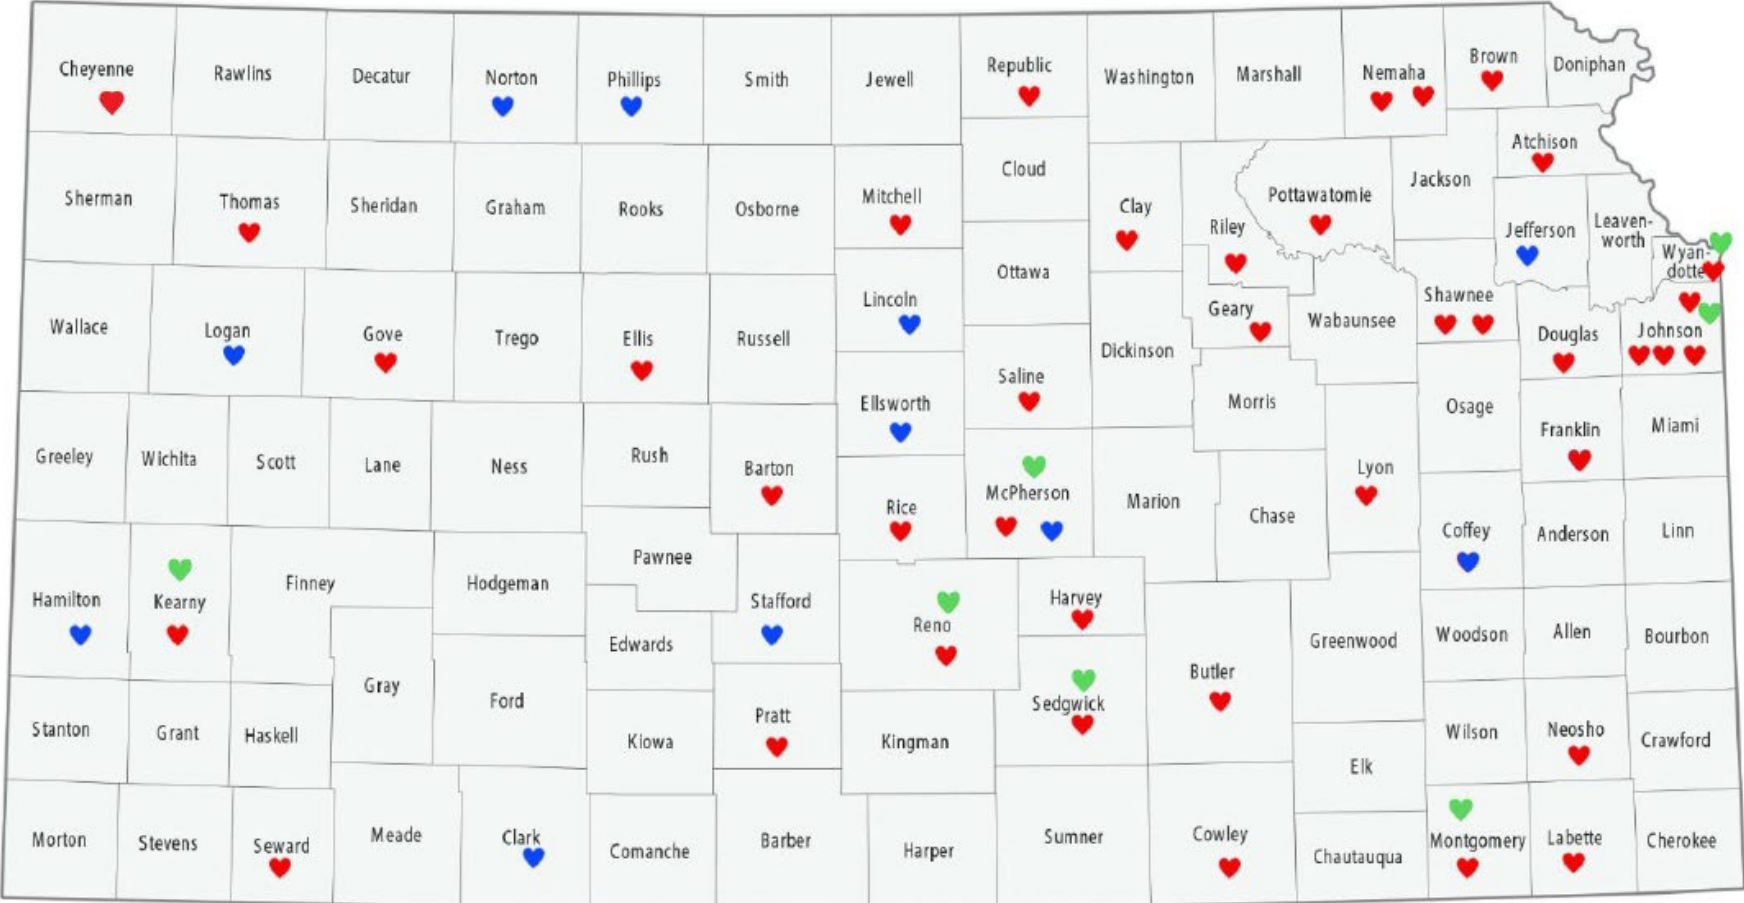 Cheyenne
Rawlins
Decatur
Norton
Phillips
Smith
Jewell
Republic
Washington
Marshall
Nemaha
Brown
Doniphan
Sherman
Thomas
Sheridan
Graham
Rooks
Osborne
Mitchell
Cloud
Clay
Riley
Pottawatomie
Jackson
Atchison
Jefferson
Leaven-
worth
Wyan-
dotte
Wallace
Logan
Gove
Trego
Ellis
Russell
Lincoln
Ottawa
Saline
Dickinson
Geary
Wabaunsee
Shawnee
Douglas
Johnson
Greeley
Wichita
Scott
Lane
Ness
Rush
Barton
Ellsworth
Rice
McPherson
Marion
Morris
Chase
Lyon
Osage
Franklin
Miami
Coffey
Anderson
Linn
Hamilton
Kearny
Finney
Hodgeman
Pawnee
Stafford
Edwards
Reno
Harvey
Sedgwick
Butler
Greenwood
Woodson
Allen
Bourbon
Stanton
Grant
Haskell
Gray
Ford
Kiowa
Pratt
Kingman
Elk
Wilson
Neosho
Crawford
Morton
Stevens
Seward
Meade
Clark
Comanche
Barber
Harper
Sumner
Cowley
Chautauqua
Montgomery
Labette
Cherokee